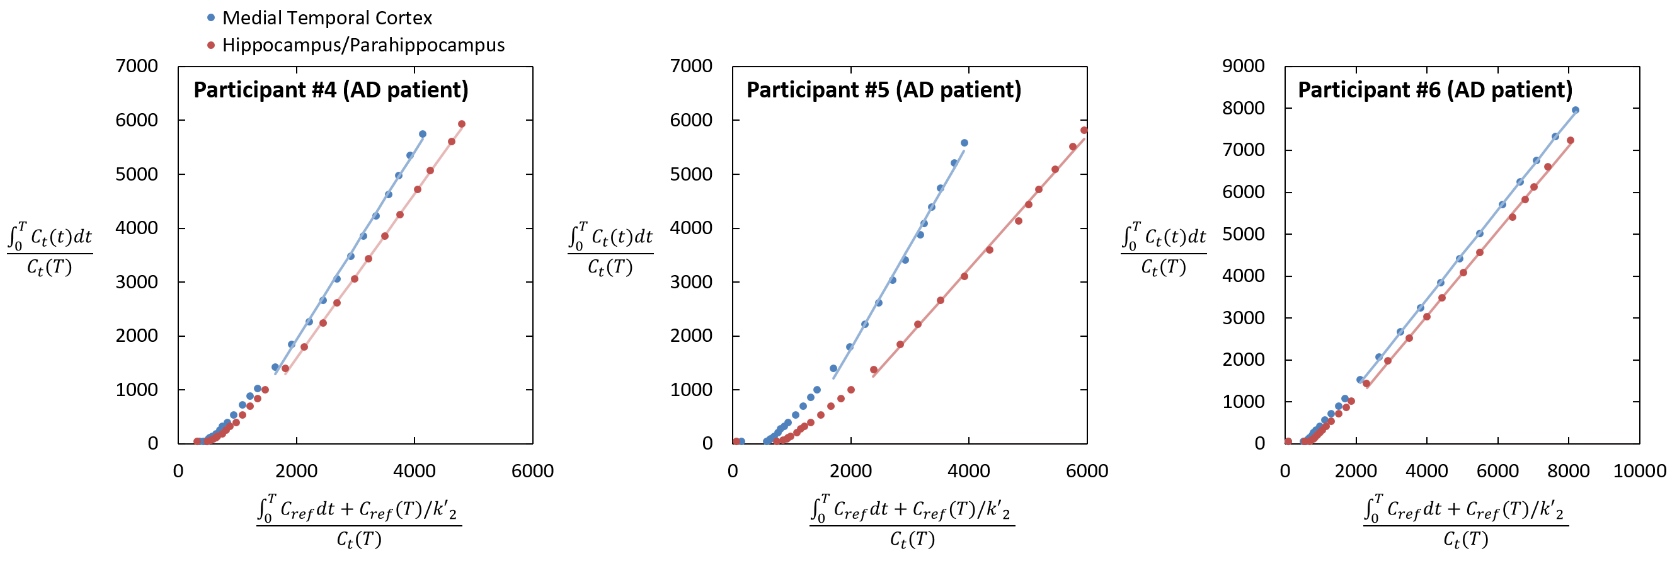 Medial Temporal Cortex
Hippocampus/Parahippocampus
7000
6000
5000
4000
3000
2000
1000
0
0 2000 4000 6000
Participant #4 (AD patient)
∫₀ᵀ Cₜ(t)dt
Cₜ(T)
∫₀ᵀ C_ref dt + C_ref(T)/k′₂
Cₜ(T)
7000
6000
5000
4000
3000
2000
1000
0
0 2000 4000 6000
Participant #5 (AD patient)
∫₀ᵀ Cₜ(t)dt
Cₜ(T)
∫₀ᵀ C_ref dt + C_ref(T)/k′₂
Cₜ(T)
9000
8000
7000
6000
5000
4000
3000
2000
1000
0
0 2000 4000 6000 8000 10000
Participant #6 (AD patient)
∫₀ᵀ Cₜ(t)dt
Cₜ(T)
∫₀ᵀ C_ref dt + C_ref(T)/k′₂
Cₜ(T)